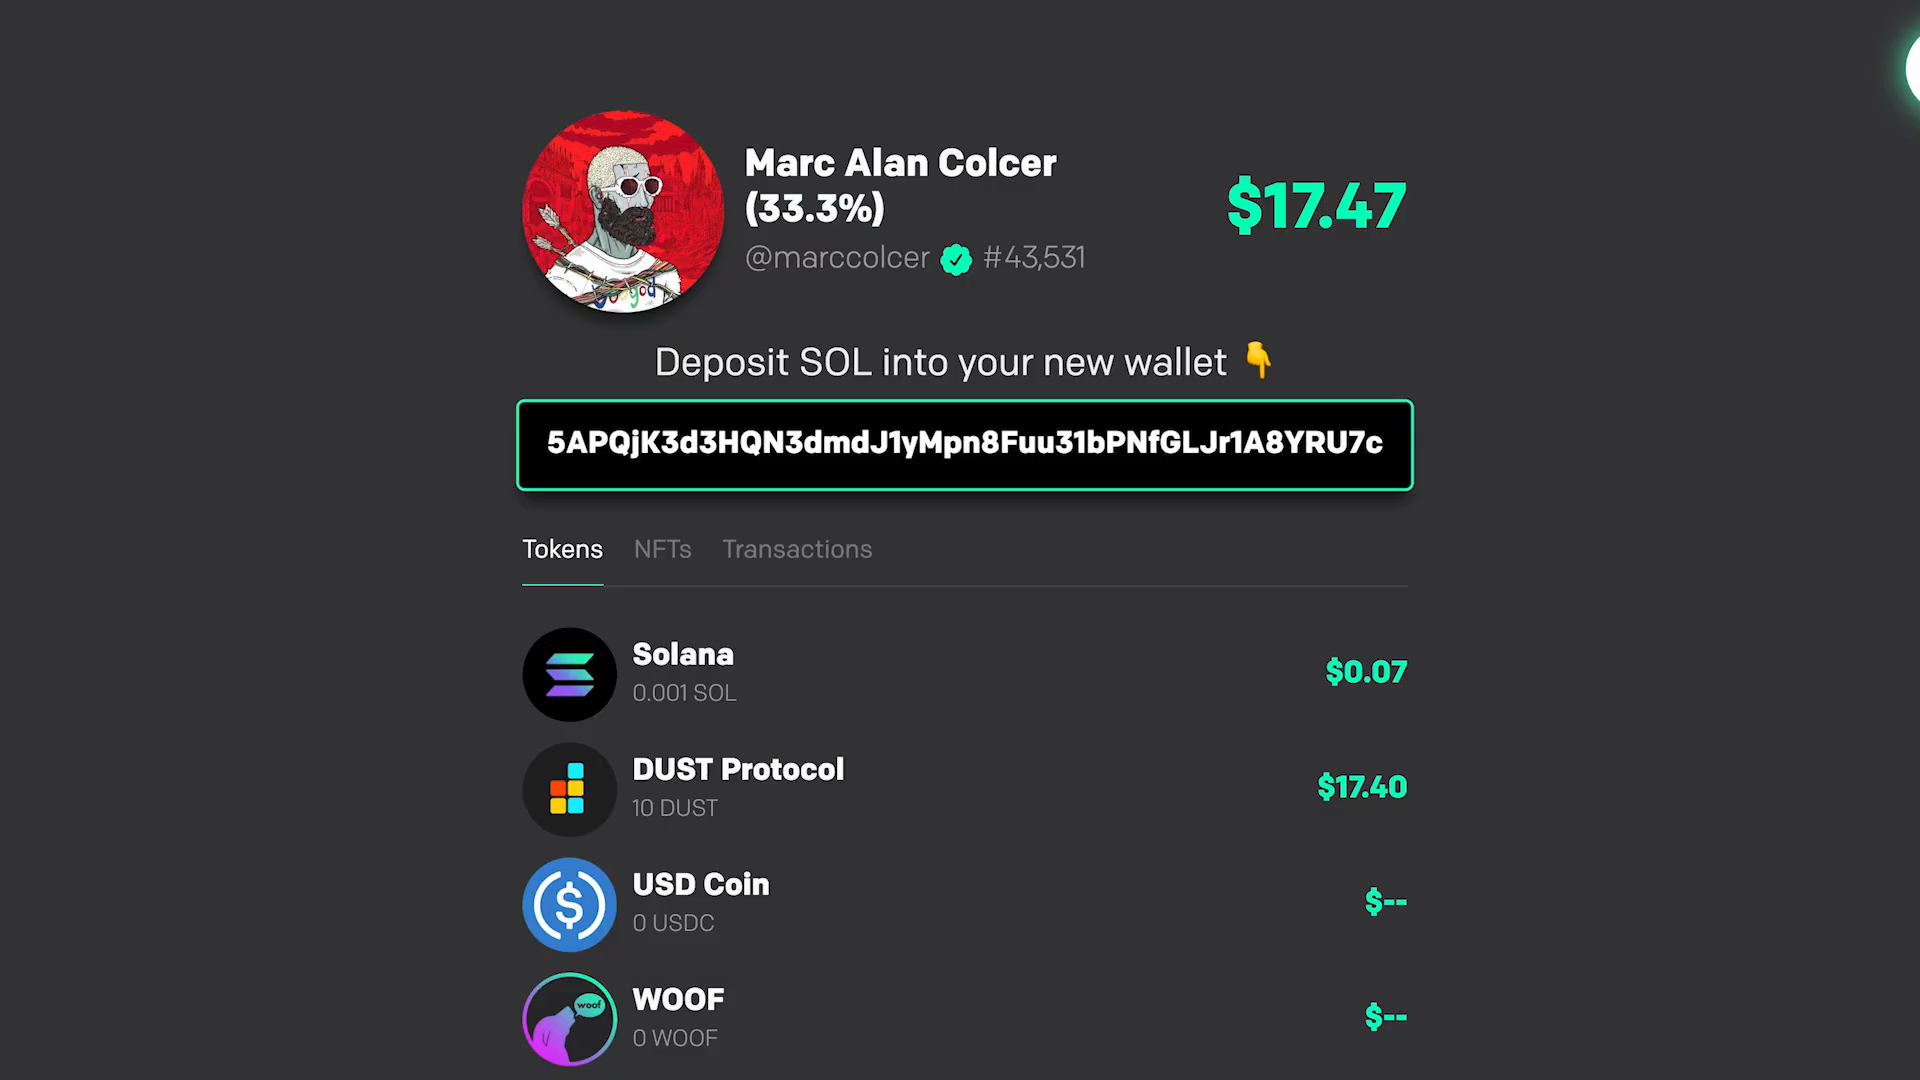 Marc Alan Colcer
(33.3%)
@marccolcer #43,531
$17.47
Deposit SOL into your new wallet 👇
5APQjK3d3HQN3dmdJ1yMpn8Fuu31bPNfGLJr1A8YRU7c
Tokens NFTs Transactions
Solana
0.001 SOL
$0.07
DUST Protocol
10 DUST
$17.40
USD Coin
0 USDC
$--
woof
WOOF
0 WOOF
$--